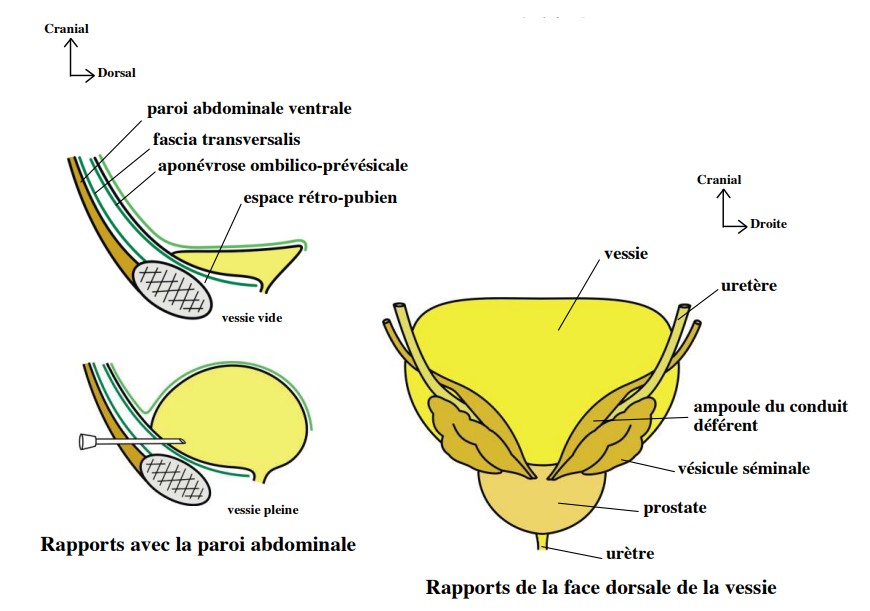 Cranial
Dorsal
paroi abdominale ventrale
fascia transversalis
aponévrose ombilico-prévésicale
espace rétro-pubien
vessie vide
vessie pleine
Rapports avec la paroi abdominale
Cranial
Droite
vessie
uretère
ampoule du conduit
déférent
vésicule séminale
prostate
urètre
Rapports de la face dorsale de la vessie